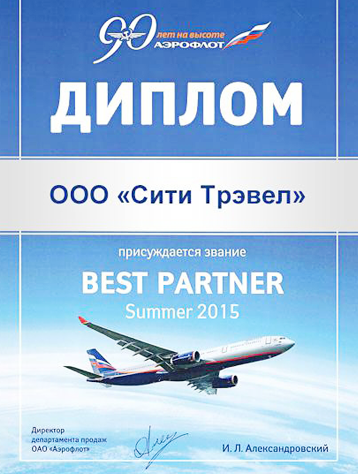 90 лет на высоте
АЭРОФЛОТ
ДИПЛОМ
ООО «Сити Трэвел»
присуждается звание
BEST PARTNER
Summer 2015
Директор
департамента продаж
ОАО «Аэрофлот»
И. Л. Александровский